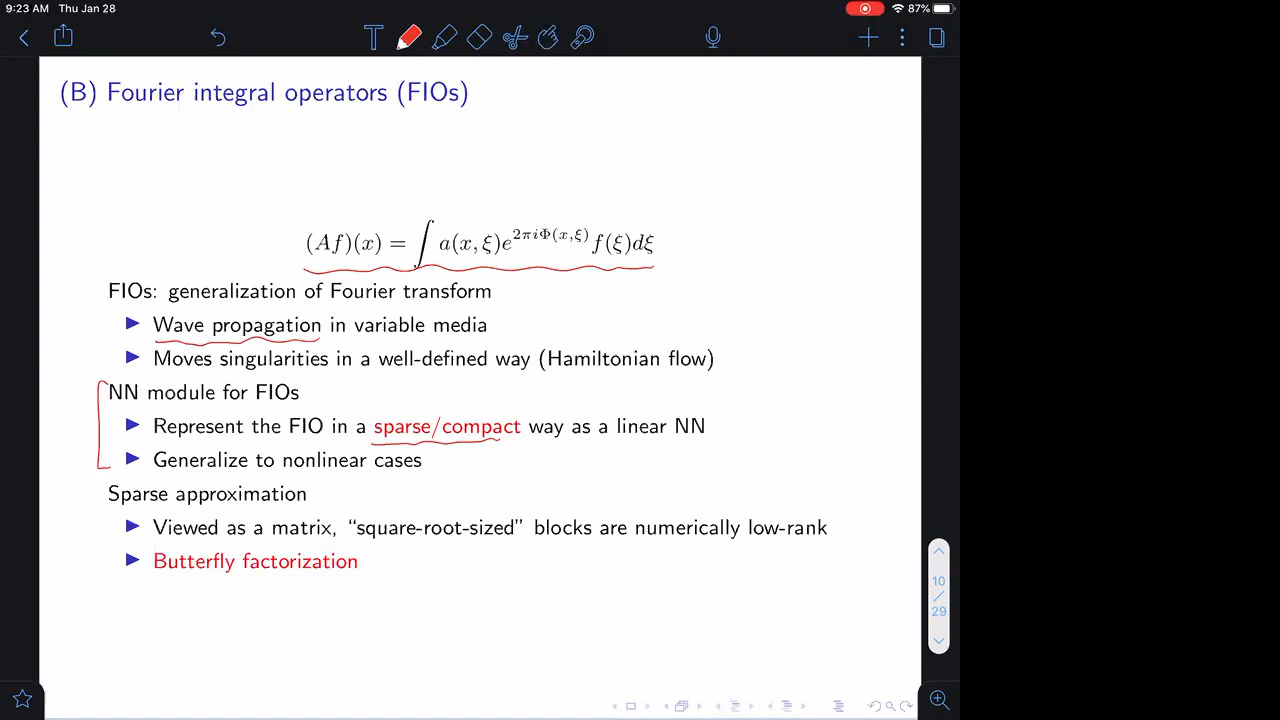 9:23 AM Thu Jan 28
87%
(B) Fourier integral operators (FIOs)
(Af)(x) = ∫ a(x, ξ)e^{2πiΦ(x,ξ)} f(ξ)dξ
FIOs: generalization of Fourier transform
▶ Wave propagation in variable media
▶ Moves singularities in a well-defined way (Hamiltonian flow)
NN module for FIOs
▶ Represent the FIO in a sparse/compact way as a linear NN
▶ Generalize to nonlinear cases
Sparse approximation
▶ Viewed as a matrix, “square-root-sized” blocks are numerically low-rank
▶ Butterfly factorization
10
/
29